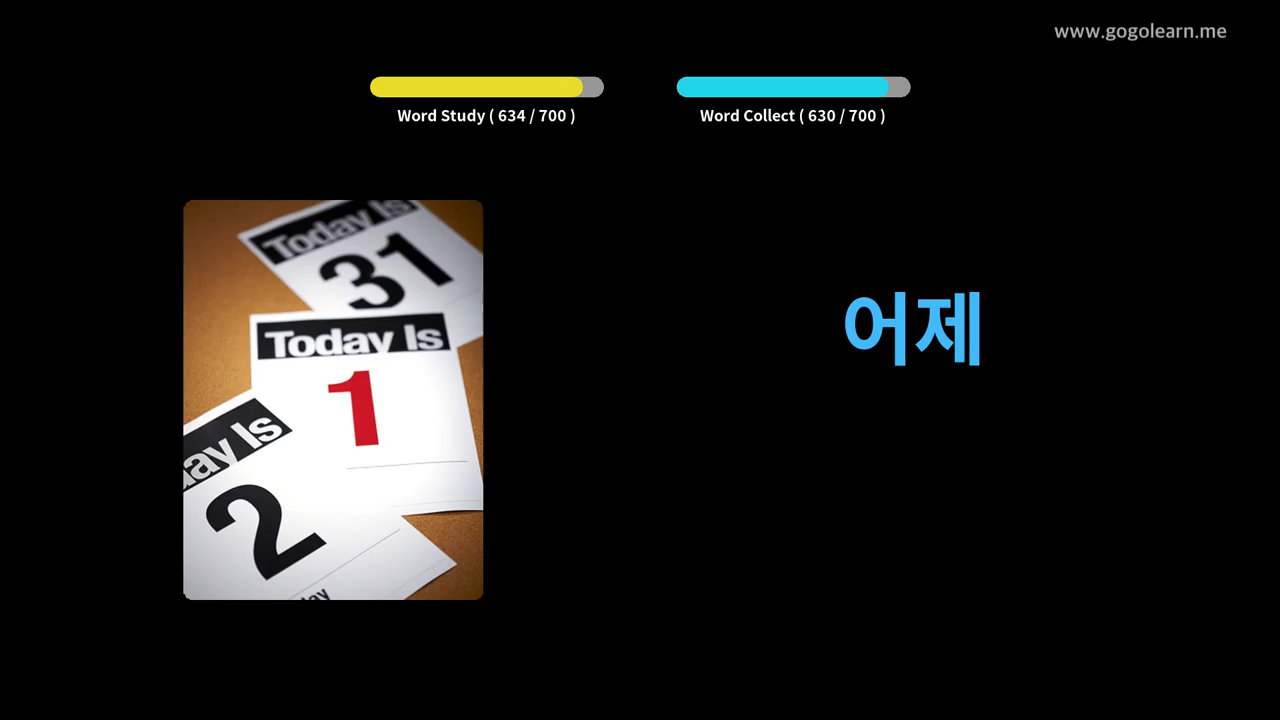 www.gogolearn.me
Word Study ( 634 / 700 )
Word Collect ( 630 / 700 )
Today Is
31
Today Is
1
ay Is
2
어제